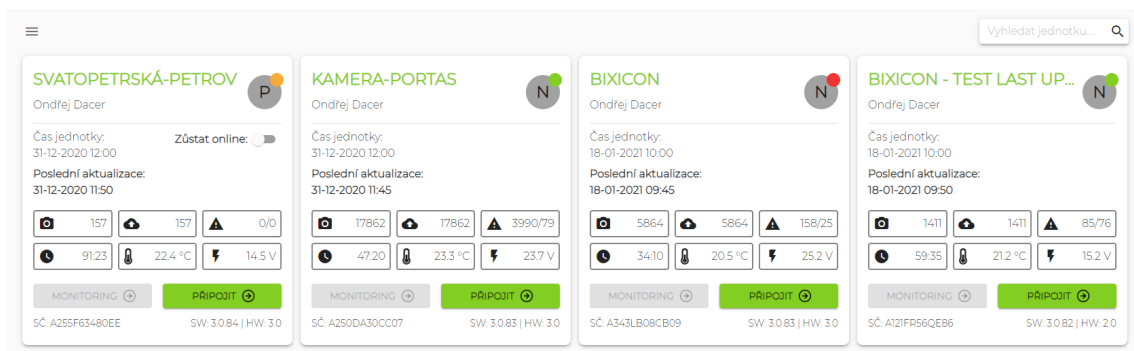 Vyhledat jednotku...
SVATOPETRSKÁ-PETROV
P
Ondřej Dacer
Čas jednotky:
31-12-2020 12:00
Zůstat online:
Poslední aktualizace:
31-12-2020 11:50
157 157 0/0
91:23 22.4 °C 14.5 V
MONITORING PŘIPOJIT
SČ: A255F63480EE SW: 3.0.84 | HW: 3.0
KAMERA-PORTAS
N
Ondřej Dacer
Čas jednotky:
31-12-2020 12:00
Poslední aktualizace:
31-12-2020 11:45
17862 17862 3990/79
47:20 23.3 °C 23.7 V
MONITORING PŘIPOJIT
SČ: A250DA30CC07 SW: 3.0.83 | HW: 3.0
BIXICON
N
Ondřej Dacer
Čas jednotky:
18-01-2021 10:00
Poslední aktualizace:
18-01-2021 09:45
5864 5864 158/25
34:10 20.5 °C 25.2 V
MONITORING PŘIPOJIT
SČ: A343LB08CB09 SW: 3.0.83 | HW: 3.0
BIXICON - TEST LAST UP...
N
Ondřej Dacer
Čas jednotky:
18-01-2021 10:00
Poslední aktualizace:
18-01-2021 09:50
1411 1411 85/76
59:35 21.2 °C 15.2 V
MONITORING PŘIPOJIT
SČ: A121FR56QE86 SW: 3.0.82 | HW: 2.0